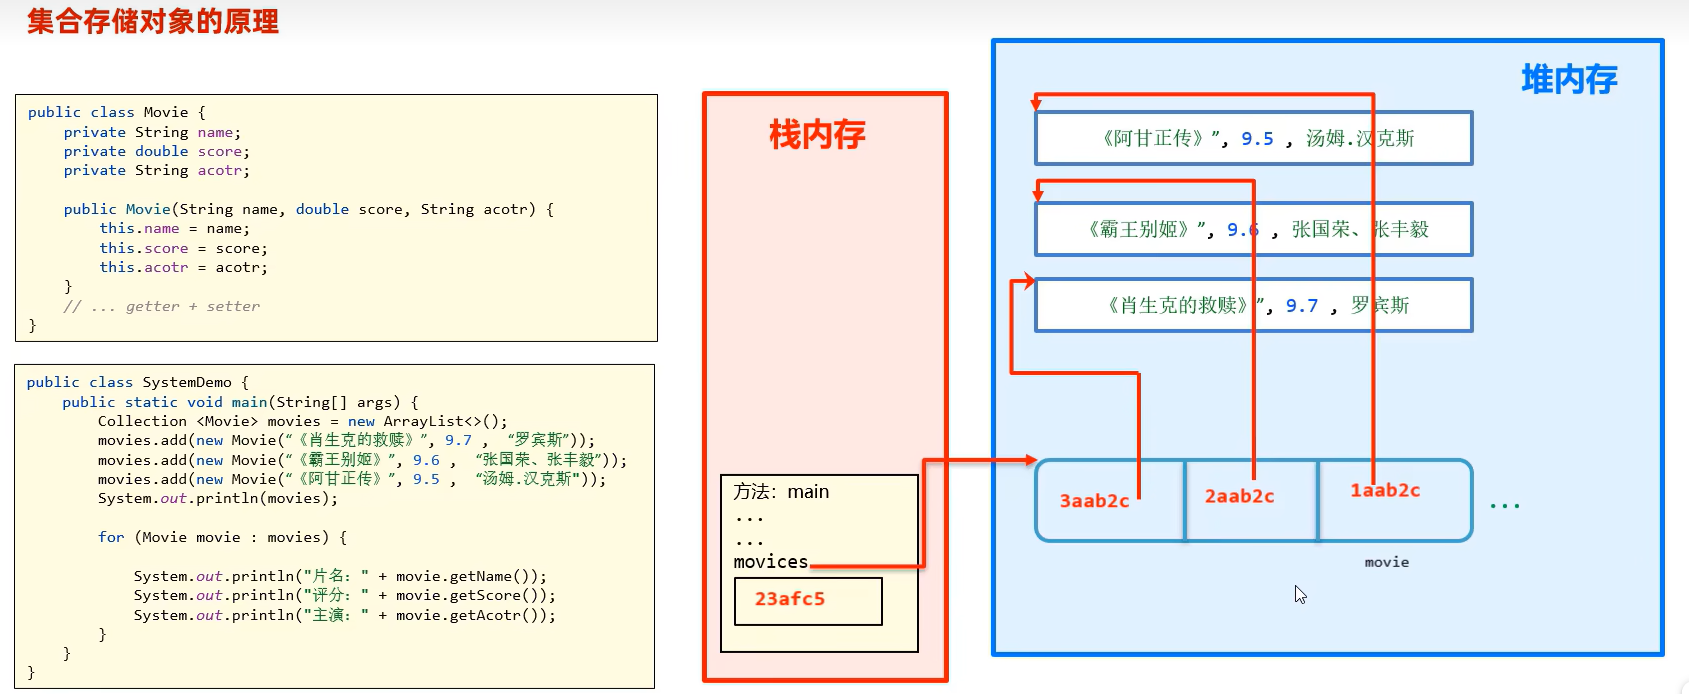 集合存储对象的原理
public class Movie {
private String name;
private double score;
private String acotr;
public Movie(String name, double score, String acotr) {
this.name = name;
this.score = score;
this.acotr = acotr;
}
// ... getter + setter
}
public class SystemDemo {
public static void main(String[] args) {
Collection <Movie> movies = new ArrayList<>();
movies.add(new Movie(“《肖生克的救赎》”, 9.7 , “罗宾斯”));
movies.add(new Movie(“《霸王别姬》”, 9.6 , “张国荣、张丰毅”));
movies.add(new Movie(“《阿甘正传》”, 9.5 , “汤姆.汉克斯"));
System.out.println(movies);
for (Movie movie : movies) {
System.out.println("片名：" + movie.getName());
System.out.println("评分：" + movie.getScore());
System.out.println("主演：" + movie.getAcotr());
}
}
}
栈内存
方法：main
...
...
movices
23afc5
堆内存
《阿甘正传》”, 9.5 , 汤姆.汉克斯
《霸王别姬》”, 9.6 , 张国荣、张丰毅
《肖生克的救赎》”, 9.7 , 罗宾斯
3aab2c 2aab2c 1aab2c ...
movie